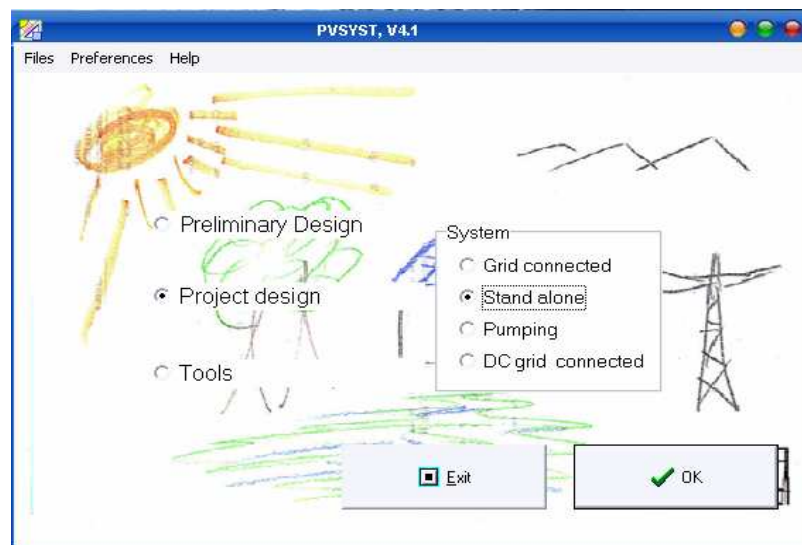 PVSYST, V4.1
Files Preferences Help
Preliminary Design
Project design
Tools
System
Grid connected
Stand alone
Pumping
DC grid connected
Exit
OK